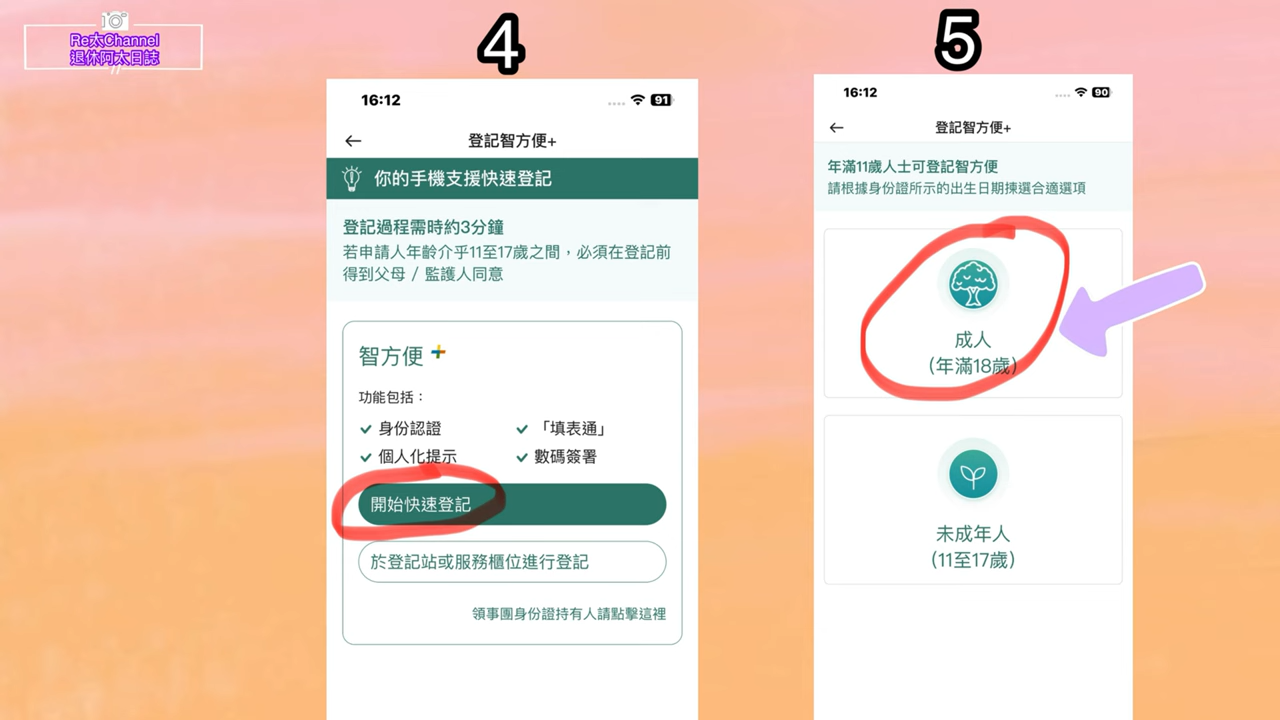 Re太Channel
退休阿太日誌
4
16:12
91
登記智方便+
你的手機支援快速登記
登記過程需時約3分鐘
若申請人年齡介乎11至17歲之間，必須在登記前
得到父母 / 監護人同意
智方便
功能包括：
身份認證
「填表通」
個人化提示
數碼簽署
開始快速登記
於登記站或服務櫃位進行登記
領事團身份證持有人請點擊這裡
5
16:12
90
登記智方便+
年滿11歲人士可登記智方便
請根據身份證所示的出生日期揀選合適選項
成人
(年滿18歲)
未成年人
(11至17歲)